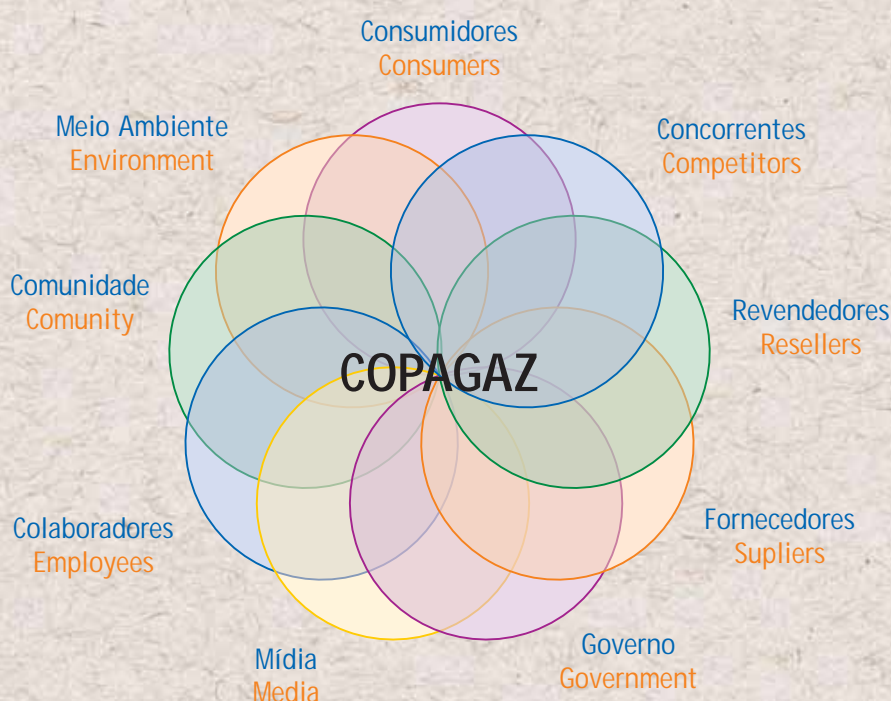 Consumidores
Consumers
Meio Ambiente
Environment
Concorrentes
Competitors
Comunidade
Comunity
Revendedores
Resellers
COPAGAZ
Colaboradores
Employees
Fornecedores
Supliers
Mídia
Media
Governo
Government